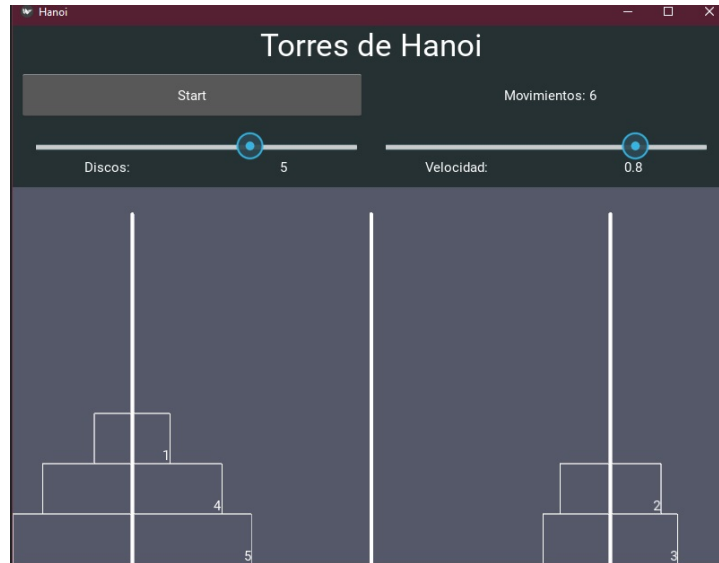 Hanoi
Torres de Hanoi
Start
Movimientos: 6
Discos: 5
Velocidad: 0.8
1
4
2
5
3